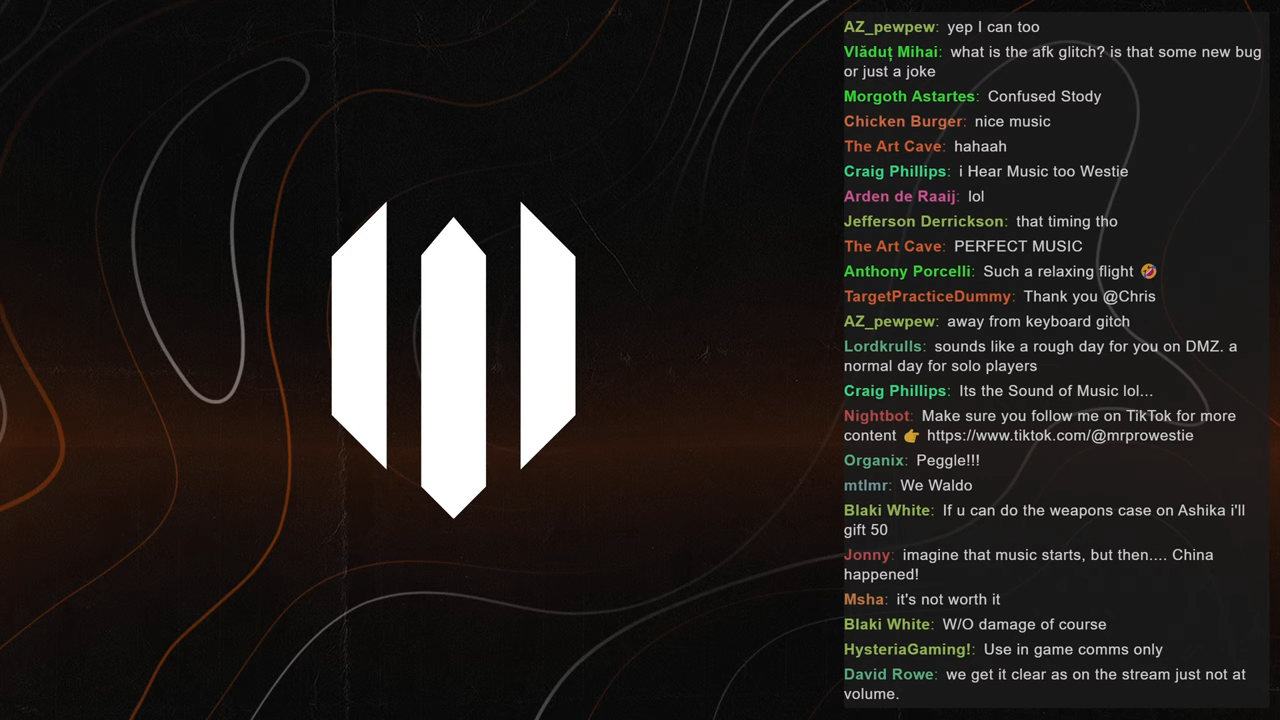 AZ_pewpew: yep I can too
Vlăduț Mihai: what is the afk glitch? is that some new bug
or just a joke
Morgoth Astartes: Confused Stody
Chicken Burger: nice music
The Art Cave: hahaah
Craig Phillips: i Hear Music too Westie
Arden de Raaij: lol
Jefferson Derrickson: that timing tho
The Art Cave: PERFECT MUSIC
Anthony Porcelli: Such a relaxing flight 🤣
TargetPracticeDummy: Thank you @Chris
AZ_pewpew: away from keyboard gitch
Lordkrulls: sounds like a rough day for you on DMZ. a
normal day for solo players
Craig Phillips: Its the Sound of Music lol...
Nightbot: Make sure you follow me on TikTok for more
content 👉 https://www.tiktok.com/@mrprowestie
Organix: Peggle!!!
mtlmr: We Waldo
Blaki White: If u can do the weapons case on Ashika i'll
gift 50
Jonny: imagine that music starts, but then.... China
happened!
Msha: it's not worth it
Blaki White: W/O damage of course
HysteriaGaming!: Use in game comms only
David Rowe: we get it clear as on the stream just not at
volume.